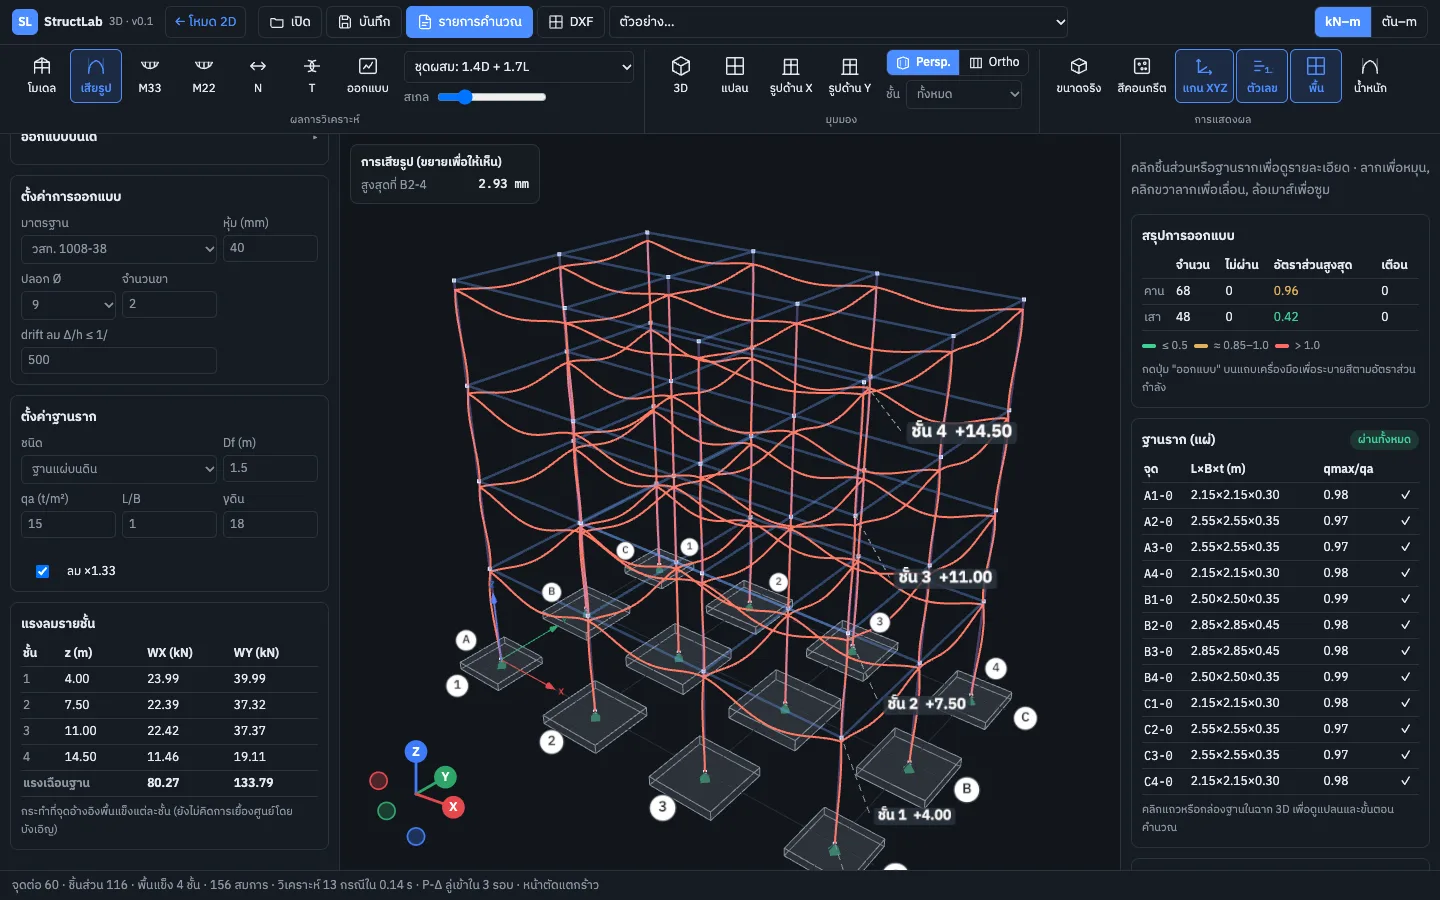 SL StructLab 3D · v0.1 ← โหมด 2D เปิด บันทึก รายการคำนวณ DXF ตัวอย่าง... kN–m ตัน–m
โมเดล เสียรูป M33 M22 N T ออกแบบ
ชุดผสม: 1.4D + 1.7L
สเกล
ผลการวิเคราะห์
3D แปลน รูปด้าน X รูปด้าน Y
Persp. Ortho
ชั้น ทั้งหมด
มุมมอง
ขนาดจริง สีคอนกรีต แกน XYZ ตัวเลข พื้น น้ำหนัก
การแสดงผล
ออกแบบบันได
ตั้งค่าการออกแบบ
มาตรฐาน หุ้ม (mm)
วสท. 1008-38 40
ปลอก Ø จำนวนขา
9 2
drift ลม Δ/h ≤ 1/
500
ตั้งค่าฐานราก
ชนิด Df (m)
ฐานแผ่บนดิน 1.5
qa (t/m²) L/B γดิน
15 1 18
ลม ×1.33
แรงลมรายชั้น
ชั้น z (m) WX (kN) WY (kN)
1 4.00 23.99 39.99
2 7.50 22.39 37.32
3 11.00 22.42 37.37
4 14.50 11.46 19.11
แรงเฉือนฐาน 80.27 133.79
กระทำที่จุดอ้างอิงพื้นแข็งแต่ละชั้น (ยังไม่คิดการเยื้องศูนย์โดย
บังเอิญ)
การเสียรูป (ขยายเพื่อให้เห็น)
สูงสุดที่ B2-4 2.93 mm
ชั้น 4 +14.50
ชั้น 3 +11.00
ชั้น 2 +7.50
ชั้น 1 +4.00
C 1
B 2
A 3
1 4
2 C
3 B
X
Z
Y
X
คลิกชิ้นส่วนหรือฐานรากเพื่อดูรายละเอียด · ลากเพื่อหมุน,
คลิกขวาลากเพื่อเลื่อน, ล้อเมาส์เพื่อซูม
สรุปการออกแบบ
จำนวน ไม่ผ่าน อัตราส่วนสูงสุด เตือน
คาน 68 0 0.96 0
เสา 48 0 0.42 0
≤ 0.5 ≈ 0.85–1.0 > 1.0
กดปุ่ม "ออกแบบ" บนแถบเครื่องมือเพื่อระบายสีตามอัตราส่วน
กำลัง
ฐานราก (แผ่) ผ่านทั้งหมด
จุด L×B×t (m) qmax/qa
A1-0 2.15×2.15×0.30 0.98 ✓
A2-0 2.55×2.55×0.35 0.97 ✓
A3-0 2.55×2.55×0.35 0.97 ✓
A4-0 2.15×2.15×0.30 0.98 ✓
B1-0 2.50×2.50×0.35 0.99 ✓
B2-0 2.85×2.85×0.45 0.98 ✓
B3-0 2.85×2.85×0.45 0.98 ✓
B4-0 2.50×2.50×0.35 0.99 ✓
C1-0 2.15×2.15×0.30 0.98 ✓
C2-0 2.55×2.55×0.35 0.97 ✓
C3-0 2.55×2.55×0.35 0.97 ✓
C4-0 2.15×2.15×0.30 0.98 ✓
คลิกแถวหรือกล่องฐานในฉาก 3D เพื่อดูแปลนและขั้นตอน
คำนวณ
จุดต่อ 60 · ชิ้นส่วน 116 · พื้นแข็ง 4 ชั้น · 156 สมการ · วิเคราะห์ 13 กรณีใน 0.14 s · P-Δ ลู่เข้าใน 3 รอบ · หน้าตัดแตกร้าว